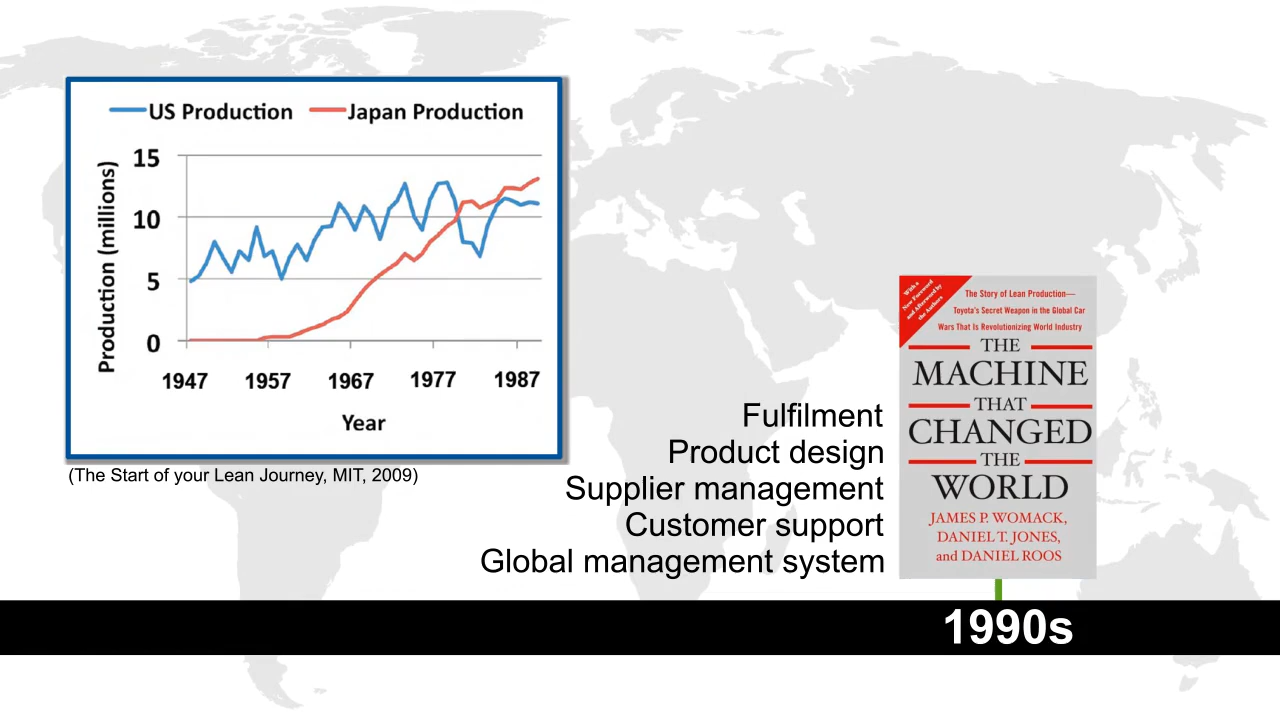 US Production
Japan Production
Production (millions)
15
10
5
0
1947 1957 1967 1977 1987
Year
(The Start of your Lean Journey, MIT, 2009)
Fulfilment
Product design
Supplier management
Customer support
Global management system
With a
New Foreword
and Afterword by
the Authors
The Story of Lean Production—
Toyota's Secret Weapon in the Global Car
Wars That Is Revolutionizing World Industry
THE
MACHINE
THAT
CHANGED
THE
WORLD
JAMES P. WOMACK,
DANIEL T. JONES,
and DANIEL ROOS
1990s